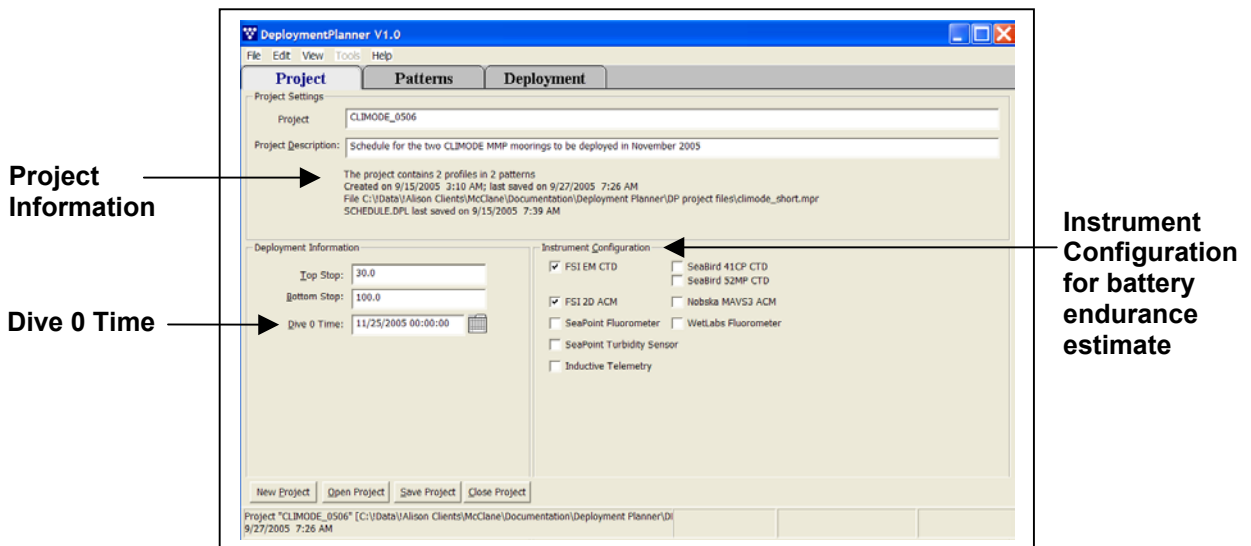 DeploymentPlanner V1.0
File Edit View Tools Help
Project Patterns Deployment
Project Settings
Project CLIMODE_0506
Project Description: Schedule for the two CLIMODE MMP moorings to be deployed in November 2005
Project
Information
The project contains 2 profiles in 2 patterns
Created on 9/15/2005 3:10 AM; last saved on 9/27/2005 7:26 AM
File C:\!Data\!Alison Clients\McClane\Documentation\Deployment Planner\DP project files\climode_short.mpr
SCHEDULE.DPL last saved on 9/15/2005 7:39 AM
Deployment Information
Top Stop: 30.0
Bottom Stop: 100.0
Dive 0 Time
Dive 0 Time: 11/25/2005 00:00:00
Instrument Configuration
FSI EM CTD
SeaBird 41CP CTD
SeaBird 52MP CTD
FSI 2D ACM
Nobska MAVS3 ACM
SeaPoint Fluorometer
WetLabs Fluorometer
SeaPoint Turbidity Sensor
Inductive Telemetry
Instrument
Configuration
for battery
endurance
estimate
New Project Open Project Save Project Close Project
Project "CLIMODE_0506" [C:\!Data\!Alison Clients\McClane\Documentation\Deployment Planner\DI
9/27/2005 7:26 AM